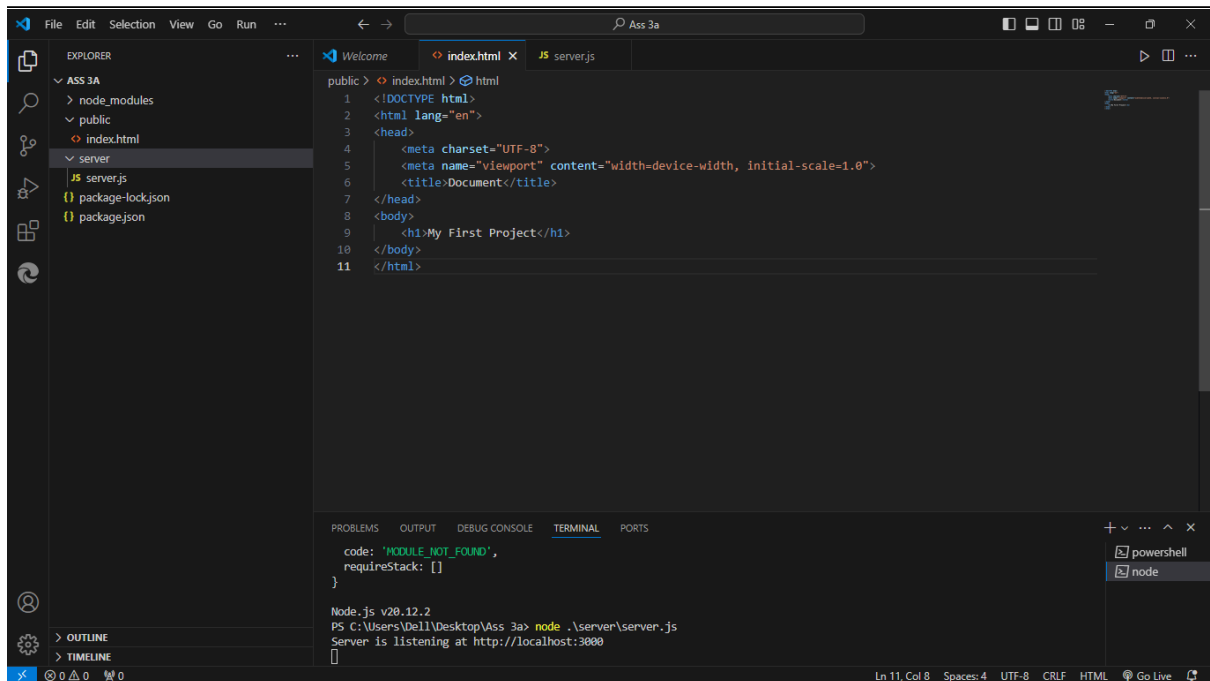 File Edit Selection View Go Run ··· Ass 3a
EXPLORER ···
ASS 3A
node_modules
public
index.html
server
JS server.js
{} package-lock.json
{} package.json
OUTLINE
TIMELINE
Welcome index.html JS server.js
public > index.html > html
1 <!DOCTYPE html>
2 <html lang="en">
3 <head>
4 <meta charset="UTF-8">
5 <meta name="viewport" content="width=device-width, initial-scale=1.0">
6 <title>Document</title>
7 </head>
8 <body>
9 <h1>My First Project</h1>
10 </body>
11 </html>
PROBLEMS OUTPUT DEBUG CONSOLE TERMINAL PORTS
code: 'MODULE_NOT_FOUND',
requireStack: []
}
Node.js v20.12.2
PS C:\Users\Dell\Desktop\Ass 3a> node .\server\server.js
Server is listening at http://localhost:3000
powershell
node
0 0 0 Ln 11, Col 8 Spaces: 4 UTF-8 CRLF HTML Go Live